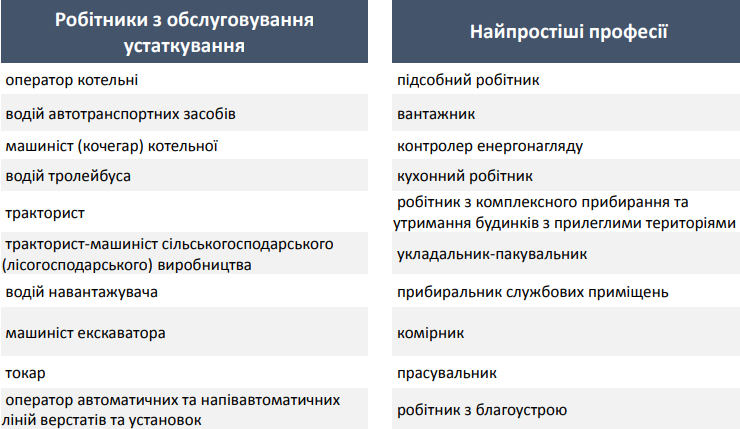 Робітники з обслуговування
устаткування
оператор котельні
водій автотранспортних засобів
машиніст (кочегар) котельної
водій тролейбуса
тракторист
тракторист-машиніст сільськогосподарського
(лісогосподарського) виробництва
водій навантажувача
машиніст екскаватора
токар
оператор автоматичних та напівавтоматичних
ліній верстатів та установок
Найпростіші професії
підсобний робітник
вантажник
контролер енергонагляду
кухонний робітник
робітник з комплексного прибирання та
утримання будинків з прилеглими територіями
укладальник-пакувальник
прибиральник службових приміщень
комірник
прасувальник
робітник з благоустрою